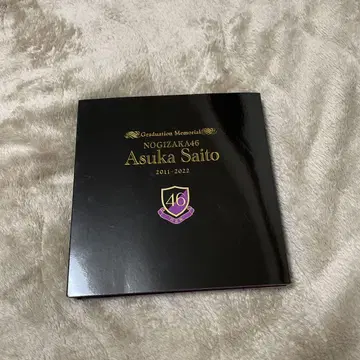 Graduation Memorial
NOGIZAKA46
Asuka Saito
2011-2022
46